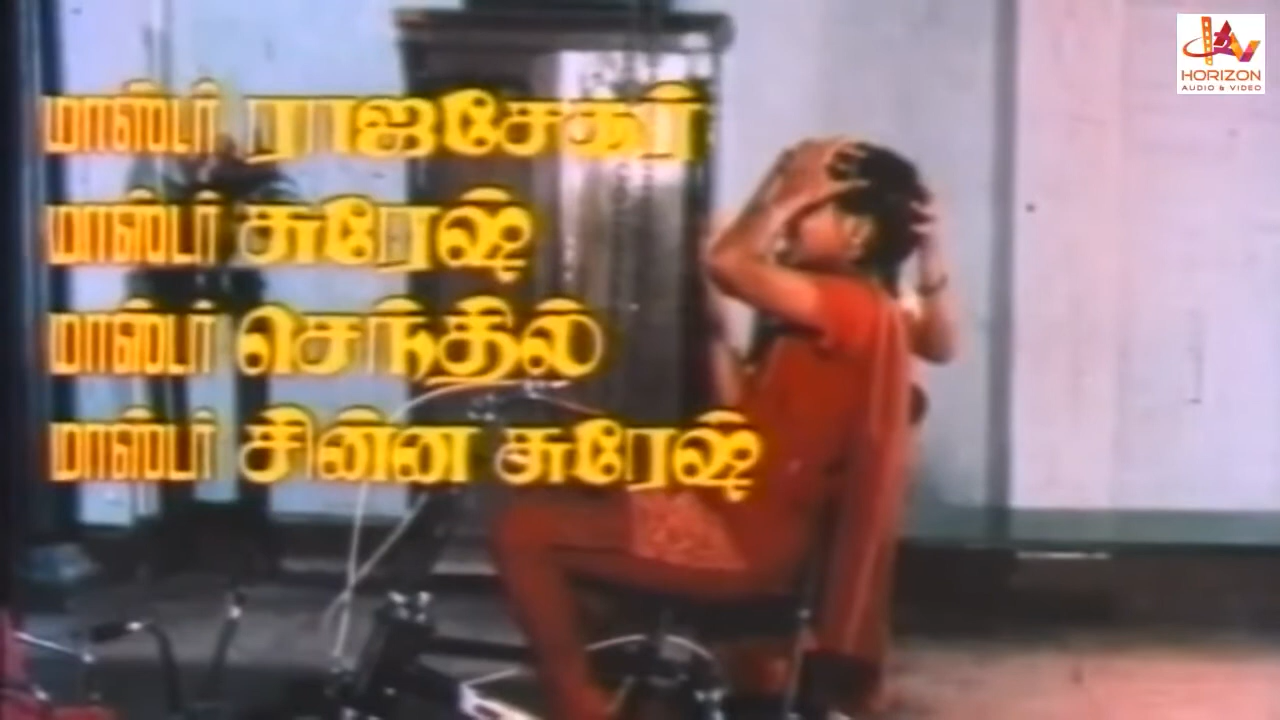 மாஸ்டர் ராஜசேகர்
மாஸ்டர் சுரேஷ்
மாஸ்டர் செந்தில்
மாஸ்டர் சின்ன சுரேஷ்
HORIZON
AUDIO & VIDEO